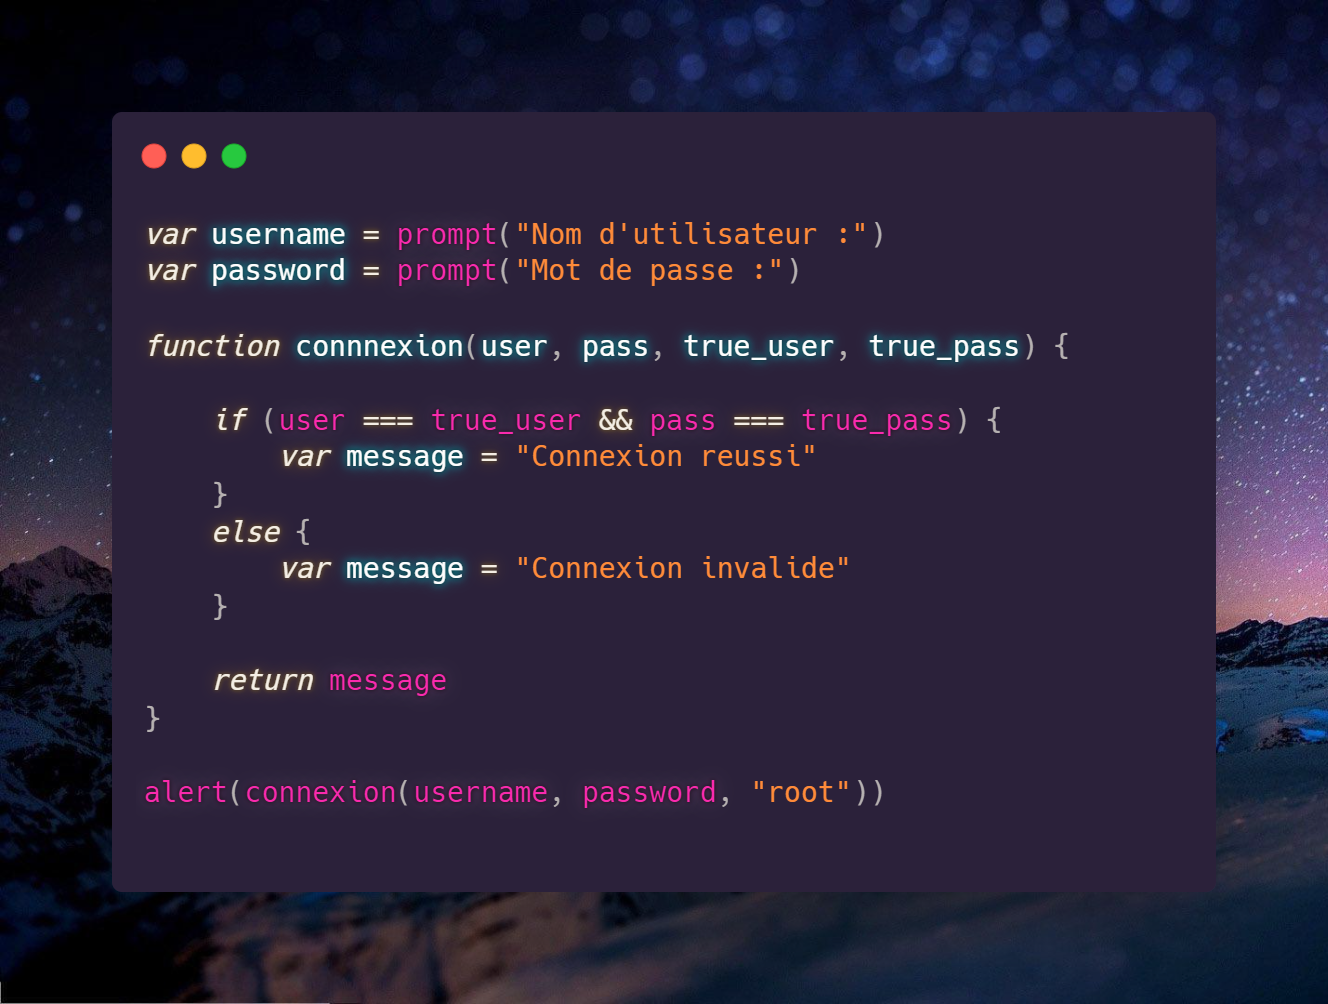 var username = prompt("Nom d'utilisateur :")
var password = prompt("Mot de passe :")
function connnexion(user, pass, true_user, true_pass) {
if (user === true_user && pass === true_pass) {
var message = "Connexion reussi"
}
else {
var message = "Connexion invalide"
}
return message
}
alert(connexion(username, password, "root"))